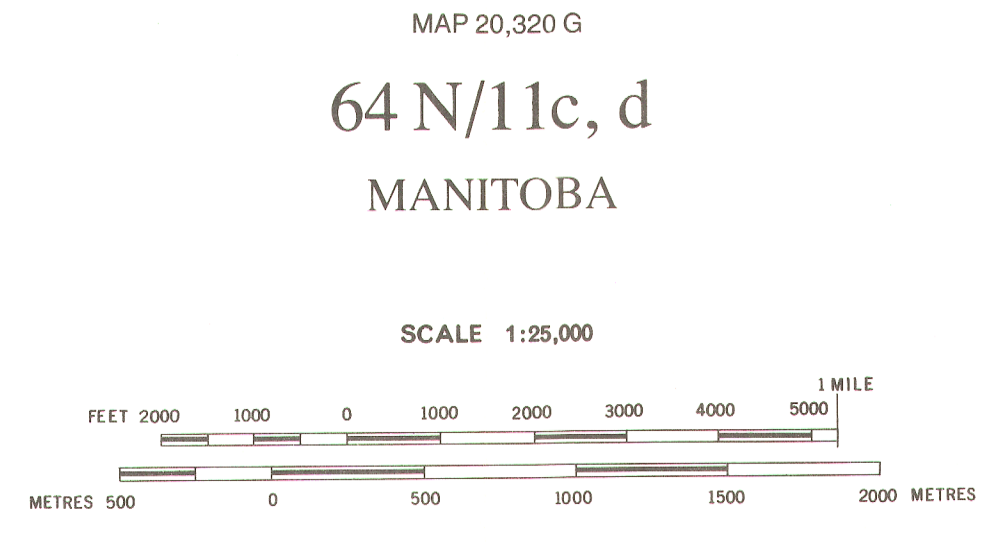 MAP 20,320 G
64 N/11c, d
MANITOBA
SCALE 1:25,000
1 MILE
FEET 2000 1000 0 1000 2000 3000 4000 5000
METRES 500 0 500 1000 1500 2000 METRES